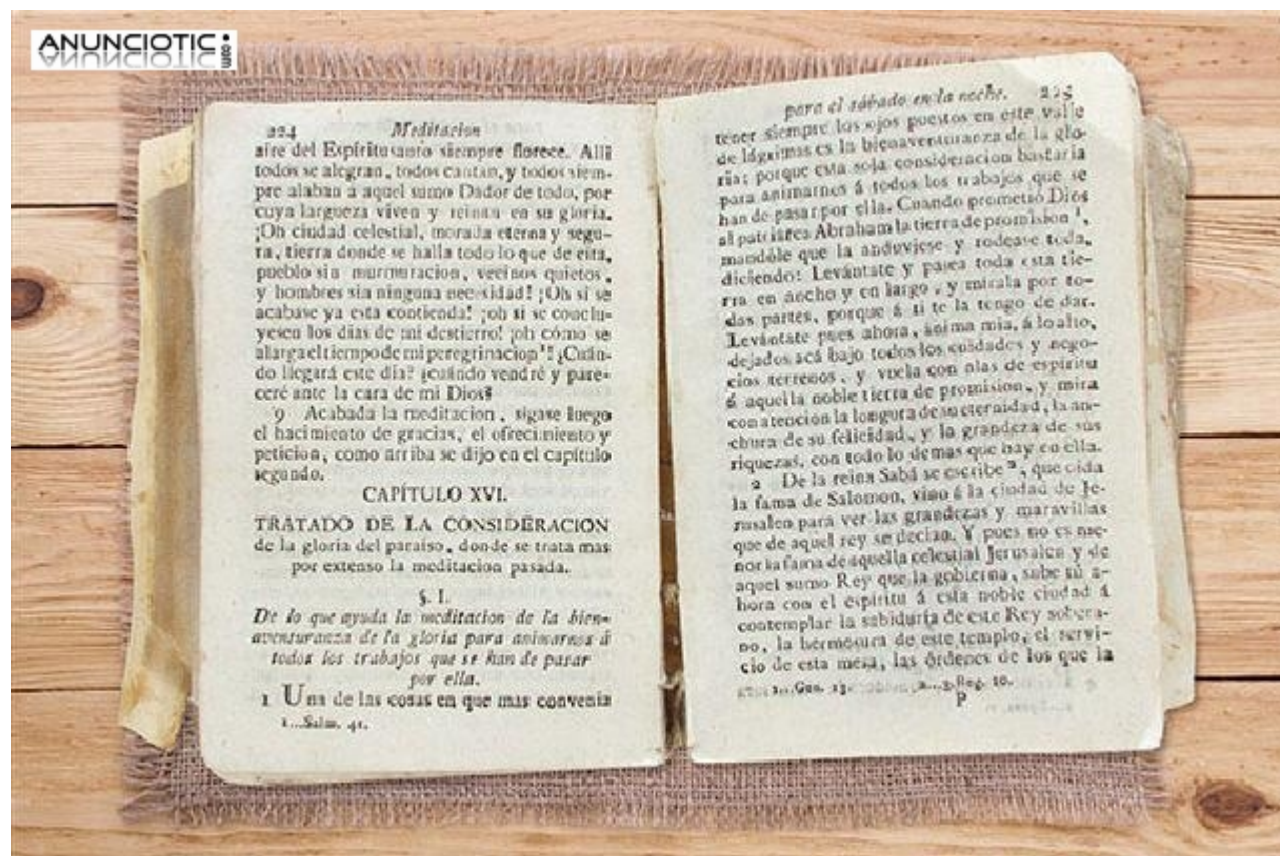 ANUNCIOTIC.com
224 Meditacion
aire del Espíritu santo siempre florece. Allí
todos se alegran, todos cantan, y todos siem-
pre alaban á aquel sumo Dador de todo, por
cuya largueza viven y reinan en su gloria.
¡Oh ciudad celestial, morada eterna y segu-
ra, tierra donde se halla todo lo que deleita,
pueblo sin murmuracion, vecinos quietos,
y hombres sin ninguna necesidad! ¡Oh si se
acabase ya esta contienda! ¡oh si se conclu-
yesen los dias de mi destierro! ¡oh cómo se
alarga el tiempo de mi peregrinacion¹! ¿Cuán-
do llegará este dia? ¿cuándo vendré y pare-
ceré ante la cara de mi Dios?
9 Acabada la meditacion, sígase luego
el hacimiento de gracias, el ofrecimiento y
peticion, como arriba se dijo en el capítulo
segundo.
CAPÍTULO XVI.
TRATADO DE LA CONSIDERACION
de la gloria del paraiso, donde se trata mas
por extenso la meditacion pasada.
§. I.
De lo que ayuda la meditacion de la bien-
aventuranza de la gloria para animarnos á
todos los trabajos que se han de pasar
por ella.
1 Una de las cosas en que mas convenia
1...Salm. 41.
para el sábado en la noche. 225
tener siempre los ojos puestos en este valle
de lágrimas es la bienaventuranza de la glo-
ria; porque esta sola consideracion bastaria
para animarnos á todos los trabajos que se
han de pasar por ella. Cuando prometió Dios
al patriarca Abraham la tierra de promision¹,
mandóle que la anduviese y rodease toda,
diciendo: Levántate y pasea toda esta tie-
rra en ancho y en largo, y mírala por to-
das partes, porque á tí te la tengo de dar.
Levántate pues ahora, ánima mia, á lo alto,
dejados acá bajo todos los cuidados y nego-
cios terrenos, y vuela con alas de espíritu
á aquella noble tierra de promision, y mira
con atencion la longura de su eternidad, la an-
chura de su felicidad, y la grandeza de sus
riquezas, con todo lo demas que hay en ella.
2 De la reina Sabá se escribe², que oida
la fama de Salomon, vino á la ciudad de Je-
rusalen para ver las grandezas y maravillas
que de aquel rey se decian. Y pues no es me-
nor la fama de aquella celestial Jerusalen y de
aquel sumo Rey que la gobierna, sube tú a-
hora con el espíritu á esta noble ciudad á
contemplar la sabiduría de este Rey sobera-
no, la hermosura de este templo, el servi-
cio de esta mesa, las órdenes de los que la
1...Gen. 13. 2...3. Reg. 10.
P